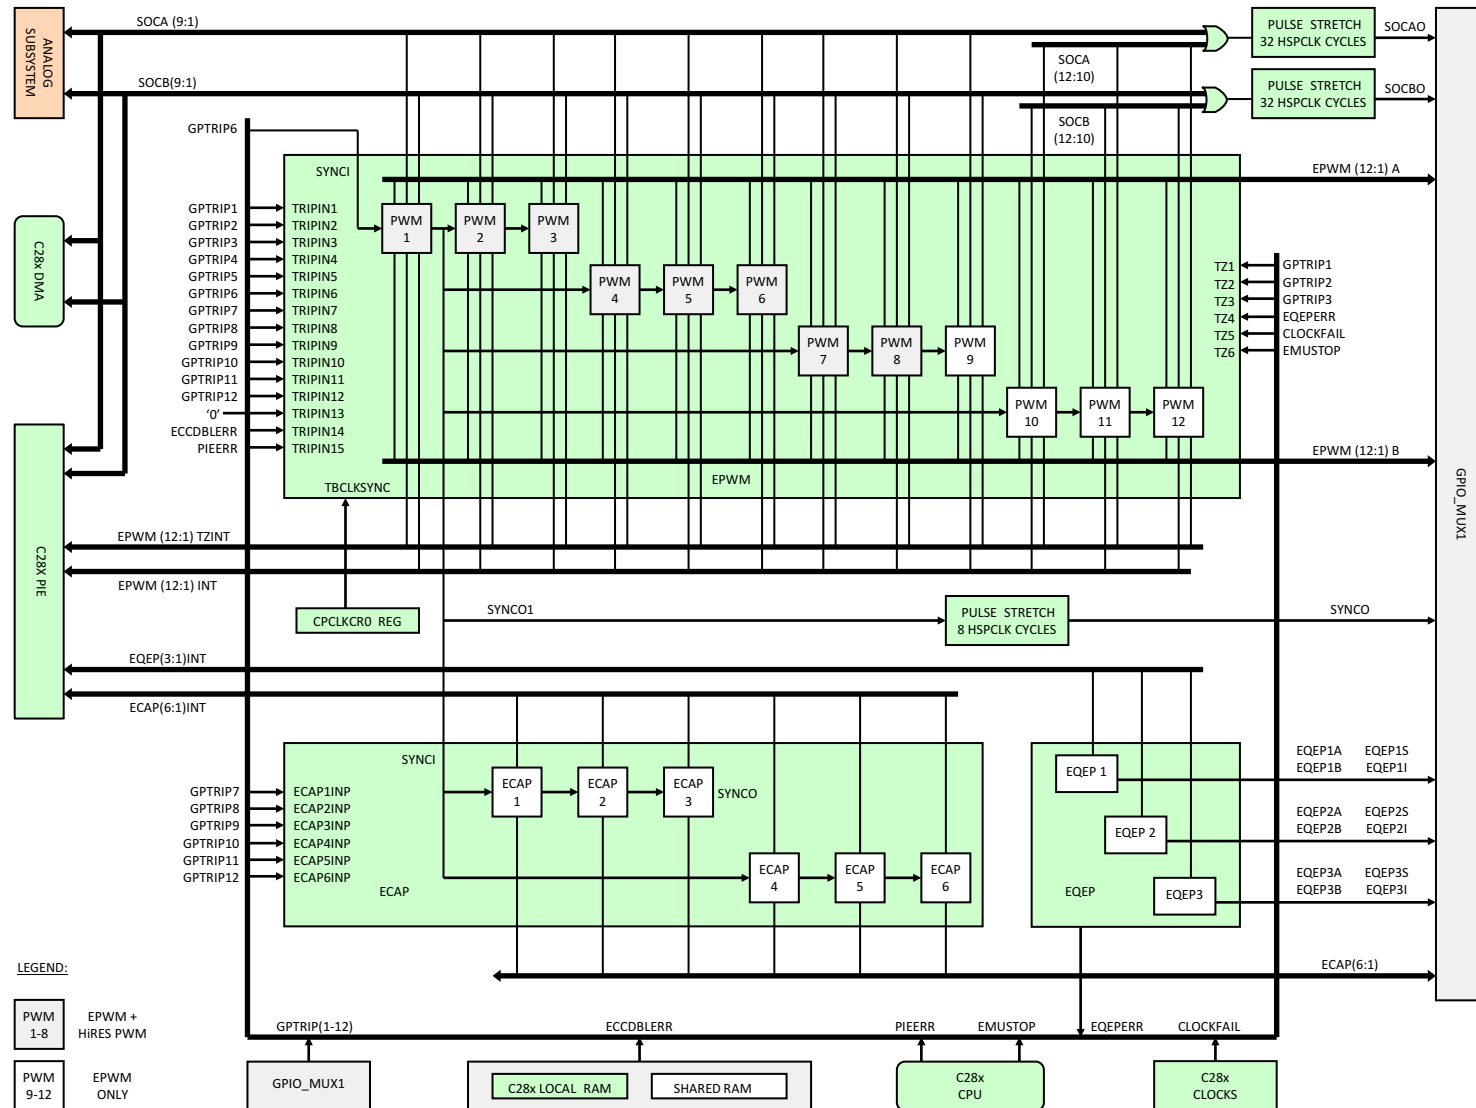 SOCA (9:1)
ANALOG
SUBSYSTEM
SOCB(9:1)
SOCA
(12:10)
SOCB
(12:10)
PULSE STRETCH
32 HSPCLK CYCLES
SOCAO
PULSE STRETCH
32 HSPCLK CYCLES
SOCBO
GPTRIP6
SYNCI
EPWM (12:1) A
GPTRIP1
GPTRIP2
GPTRIP3
GPTRIP4
GPTRIP5
GPTRIP6
GPTRIP7
GPTRIP8
GPTRIP9
GPTRIP10
GPTRIP11
GPTRIP12
‘0’
ECCDBLERR
PIEERR
TRIPIN1
TRIPIN2
TRIPIN3
TRIPIN4
TRIPIN5
TRIPIN6
TRIPIN7
TRIPIN8
TRIPIN9
TRIPIN10
TRIPIN11
TRIPIN12
TRIPIN13
TRIPIN14
TRIPIN15
PWM
1
PWM
2
PWM
3
PWM
4
PWM
5
PWM
6
PWM
7
PWM
8
PWM
9
PWM
10
PWM
11
PWM
12
TZ1
TZ2
TZ3
TZ4
TZ5
TZ6
GPTRIP1
GPTRIP2
GPTRIP3
EQEPERR
CLOCKFAIL
EMUSTOP
C28x DMA
EPWM (12:1) B
EPWM
TBCLKSYNC
GPIO_MUX1
C28X PIE
EPWM (12:1) TZINT
EPWM (12:1) INT
CPCLKCR0 REG
SYNCO1
PULSE STRETCH
8 HSPCLK CYCLES
SYNCO
EQEP(3:1)INT
ECAP(6:1)INT
SYNCI
GPTRIP7
GPTRIP8
GPTRIP9
GPTRIP10
GPTRIP11
GPTRIP12
ECAP1INP
ECAP2INP
ECAP3INP
ECAP4INP
ECAP5INP
ECAP6INP
ECAP
1
ECAP
2
ECAP
3
SYNCO
ECAP
4
ECAP
5
ECAP
6
ECAP
EQEP 1
EQEP 2
EQEP3
EQEP
EQEP1A EQEP1S
EQEP1B EQEP1I
EQEP2A EQEP2S
EQEP2B EQEP2I
EQEP3A EQEP3S
EQEP3B EQEP3I
ECAP(6:1)
LEGEND:
PWM
1-8
EPWM +
HiRES PWM
PWM
9-12
EPWM
ONLY
GPTRIP(1-12)
ECCDBLERR
PIEERR
EMUSTOP
EQEPERR
CLOCKFAIL
GPIO_MUX1
C28x LOCAL RAM
SHARED RAM
C28x
CPU
C28x
CLOCKS